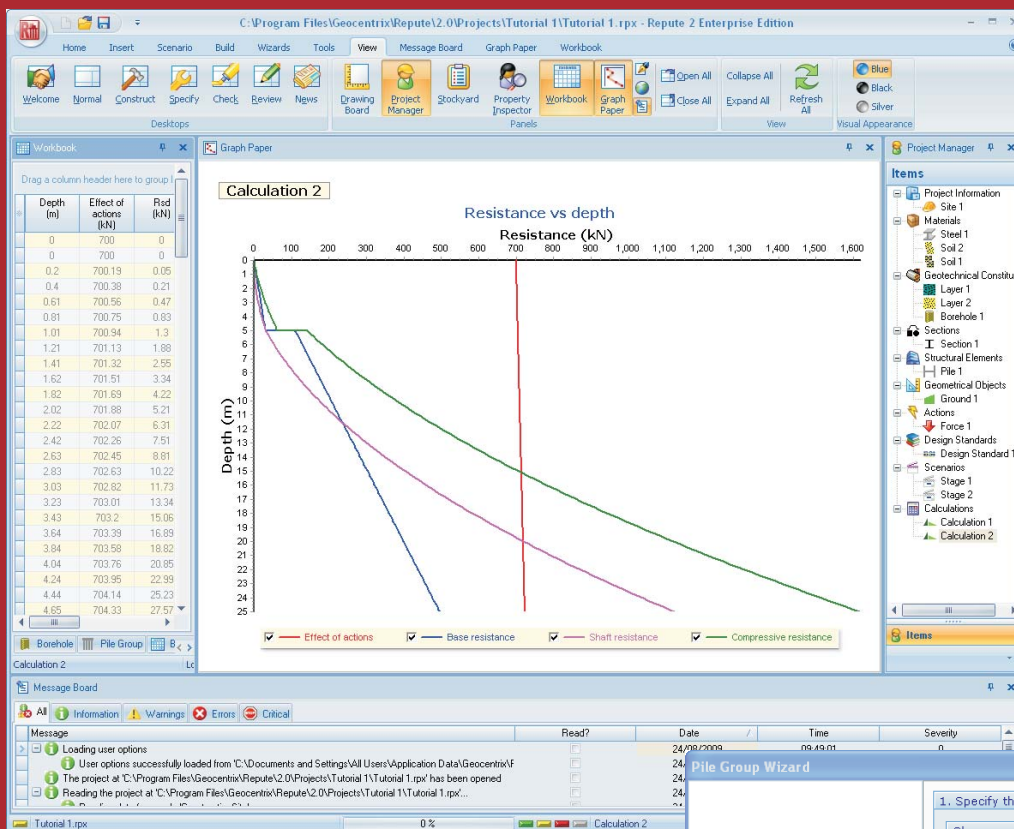 C:\Program Files\Geocentrix\Repute\2.0\Projects\Tutorial 1\Tutorial 1.rpx - Repute 2 Enterprise Edition
Home Insert Scenario Build Wizards Tools View Message Board Graph Paper Workbook
Welcome Normal Construct Specify Check Review News
Desktops
Drawing Board Project Manager Stockyard Property Inspector Workbook Graph Paper Open All Close All
Panels
Collapse All Expand All Refresh All
View
Blue
Black
Silver
Visual Appearance
Workbook
Drag a column header here to group
Depth (m) Effect of actions (kN) Rsd (kN)
0 700 0
0 700 0
0.2 700.19 0.05
0.4 700.38 0.21
0.61 700.56 0.47
0.81 700.75 0.83
1.01 700.94 1.3
1.21 701.13 1.88
1.41 701.32 2.55
1.62 701.51 3.34
1.82 701.69 4.22
2.02 701.88 5.21
2.22 702.07 6.31
2.42 702.26 7.51
2.63 702.45 8.81
2.83 702.63 10.22
3.03 702.82 11.73
3.23 703.01 13.34
3.43 703.2 15.06
3.64 703.39 16.89
3.84 703.58 18.82
4.04 703.76 20.85
4.24 703.95 22.99
4.44 704.14 25.23
4.65 704.33 27.57
Borehole Pile Group B
Calculation 2
Graph Paper
Calculation 2
Resistance vs depth
Resistance (kN)
0 100 200 300 400 500 600 700 800 900 1,000 1,100 1,200 1,300 1,400 1,500 1,600
Depth (m)
0
1
2
3
4
5
6
7
8
9
10
11
12
13
14
15
16
17
18
19
20
21
22
23
24
25
Effect of actions Base resistance Shaft resistance Compressive resistance
Project Manager
Items
Project Information
Site 1
Materials
Steel 1
Soil 2
Soil 1
Geotechnical Constitu
Layer 1
Layer 2
Borehole 1
Sections
Section 1
Structural Elements
Pile 1
Geometrical Objects
Ground 1
Actions
Force 1
Design Standards
Design Standard 1
Scenarios
Stage 1
Stage 2
Calculations
Calculation 1
Calculation 2
Items
Message Board
All Information Warnings Errors Critical
Message Read? Date Time Severity
Loading user options 24/08/2009 09:49:01 0
User options successfully loaded from 'C:\Documents and Settings\All Users\Application Data\Geocentrix\F 24/
The project at 'C:\Program Files\Geocentrix\Repute\2.0\Projects\Tutorial 1\Tutorial 1.rpx' has been opened 24/
Reading the project at 'C:\Program Files\Geocentrix\Repute\2.0\Projects\Tutorial 1\Tutorial 1.rpx'... 24/
Tutorial 1.rpx 0 % Calculation 2
Pile Group Wizard
1. Specify th